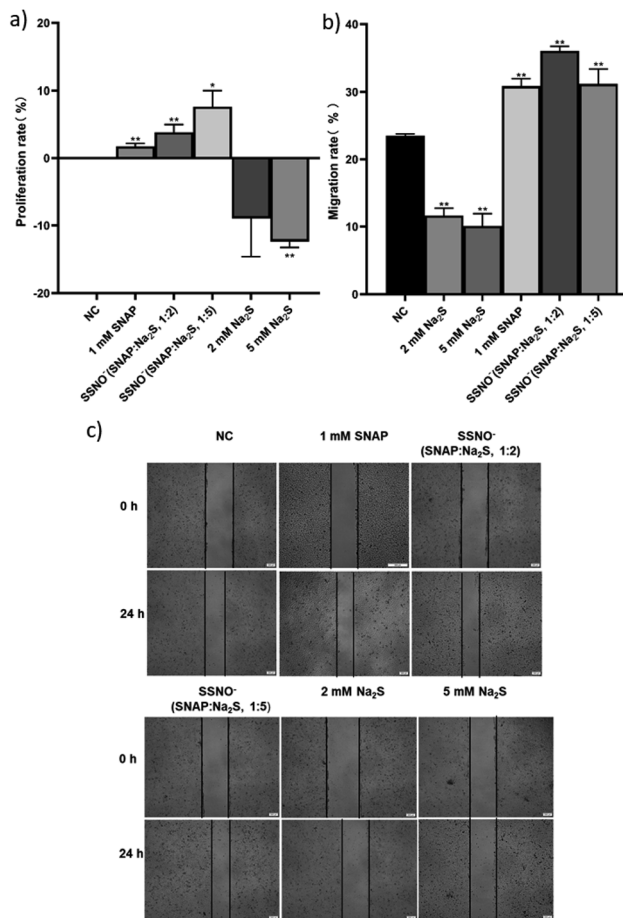 a)
Proliferation rate( %)
20
10
0
-10
-20
**
**
*
**
NC
1 mM SNAP
SSNO⁻(SNAP:Na₂S, 1:2)
SSNO⁻(SNAP:Na₂S, 1:5)
2 mM Na₂S
5 mM Na₂S
b)
Migration rate( %)
40
30
20
10
0
**
**
**
**
**
NC
2 mM Na₂S
5 mM Na₂S
1 mM SNAP
SSNO⁻(SNAP:Na₂S, 1:2)
SSNO⁻(SNAP:Na₂S, 1:5)
c)
NC
1 mM SNAP
SSNO⁻
(SNAP:Na₂S, 1:2)
0 h
24 h
SSNO⁻
(SNAP:Na₂S, 1:5)
2 mM Na₂S
5 mM Na₂S
0 h
24 h